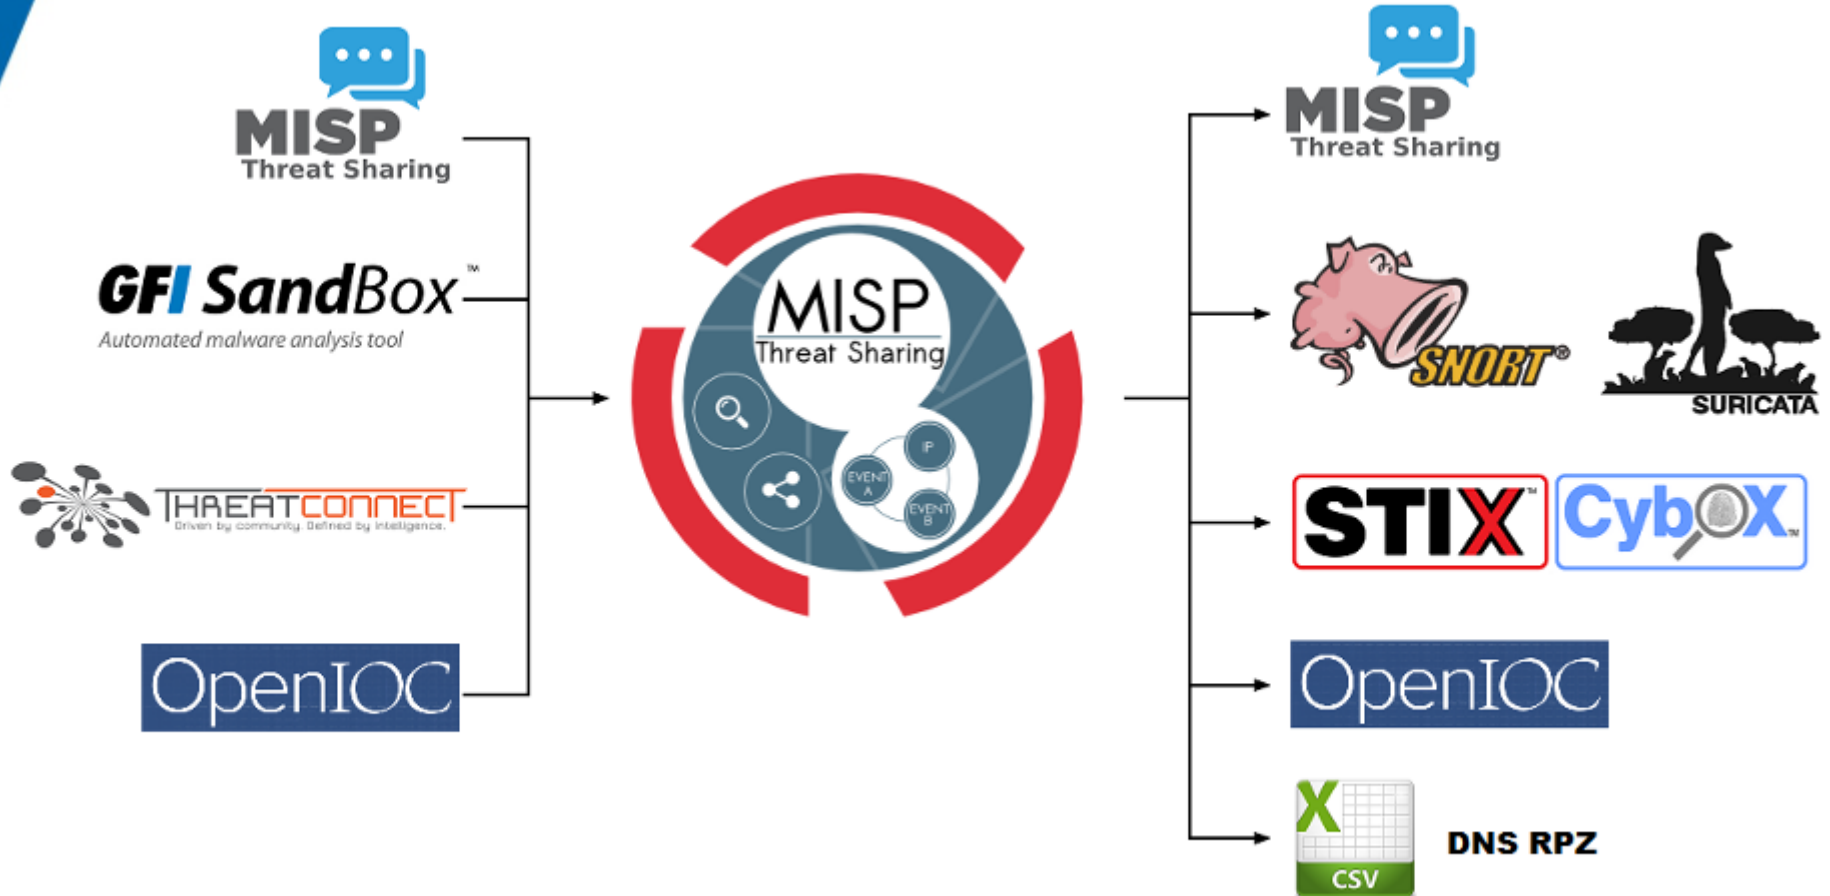 MISP
Threat Sharing
GFI SandBox™
Automated malware analysis tool
THREATCONNECT
Driven by community. Defined by intelligence.
OpenIOC
MISP
Threat Sharing
IP
EVENT
A
EVENT
B
MISP
Threat Sharing
SNORT®
SURICATA
STIX™
CybOX™
OpenIOC
X
CSV
DNS RPZ